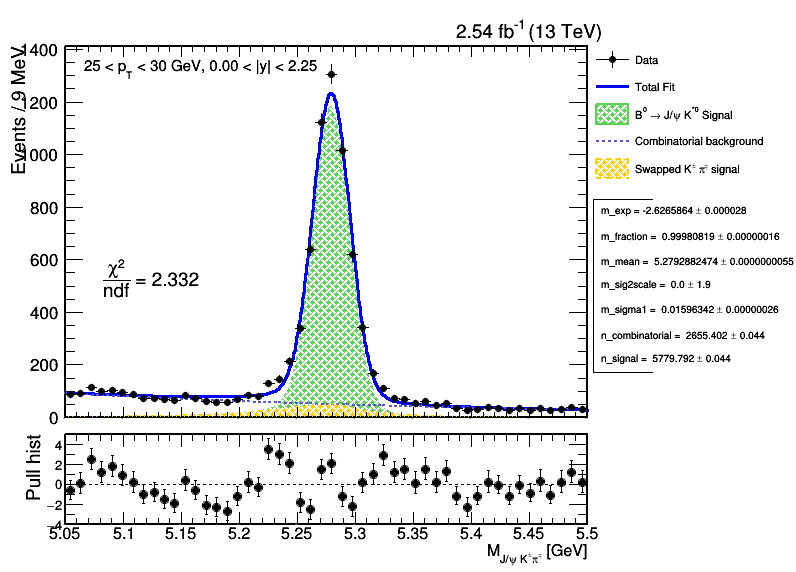 2.54 fb⁻¹ (13 TeV)
Events / 9 MeV
25 < p_T < 30 GeV, 0.00 < |y| < 2.25
1400
1200
1000
800
600
400
200
0
χ²
ndf = 2.332
Data
Total Fit
B⁰ → J/ψ K*⁰ Signal
Combinatorial background
Swapped K± π∓ signal
m_exp = -2.6265864 ± 0.000028
m_fraction = 0.99980819 ± 0.00000016
m_mean = 5.2792882474 ± 0.0000000055
m_sig2scale = 0.0 ± 1.9
m_sigma1 = 0.01596342 ± 0.00000026
n_combinatorial = 2655.402 ± 0.044
n_signal = 5779.792 ± 0.044
Pull hist
4
2
0
−2
−4
5.05 5.1 5.15 5.2 5.25 5.3 5.35 5.4 5.45 5.5
M_J/ψ K± π∓ [GeV]